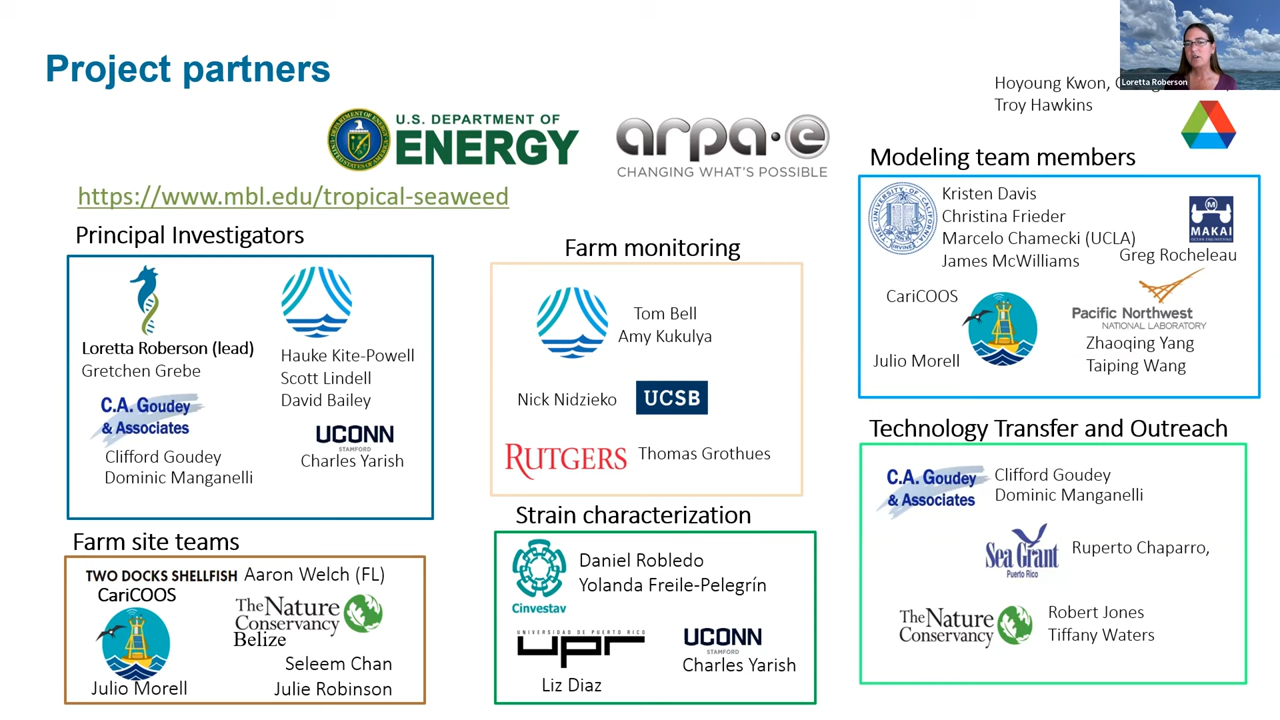 Project partners
Loretta Roberson
Hoyoung Kwon,
Troy Hawkins
U.S. DEPARTMENT OF
ENERGY
arpa·e
CHANGING WHAT'S POSSIBLE
https://www.mbl.edu/tropical-seaweed
Principal Investigators
Loretta Roberson (lead)
Gretchen Grebe
Hauke Kite-Powell
Scott Lindell
David Bailey
C.A. Goudey
& Associates
Clifford Goudey
Dominic Manganelli
UCONN
STAMFORD
Charles Yarish
Farm site teams
TWO DOCKS SHELLFISH Aaron Welch (FL)
CariCOOS
Julio Morell
The Nature
Conservancy
Belize
Seleem Chan
Julie Robinson
Farm monitoring
Tom Bell
Amy Kukulya
Nick Nidzieko
UCSB
RUTGERS
Thomas Grothues
Strain characterization
Cinvestav
Daniel Robledo
Yolanda Freile-Pelegrín
UNIVERSIDAD DE PUERTO RICO
upr
Liz Diaz
UCONN
STAMFORD
Charles Yarish
Modeling team members
Kristen Davis
Christina Frieder
Marcelo Chamecki (UCLA)
James McWilliams
MAKAI
OCEAN ENGINEERING
Greg Rocheleau
CariCOOS
Julio Morell
Pacific Northwest
NATIONAL LABORATORY
Zhaoqing Yang
Taiping Wang
Technology Transfer and Outreach
C.A. Goudey
& Associates
Clifford Goudey
Dominic Manganelli
Sea Grant
Puerto Rico
Ruperto Chaparro,
The Nature
Conservancy
Robert Jones
Tiffany Waters